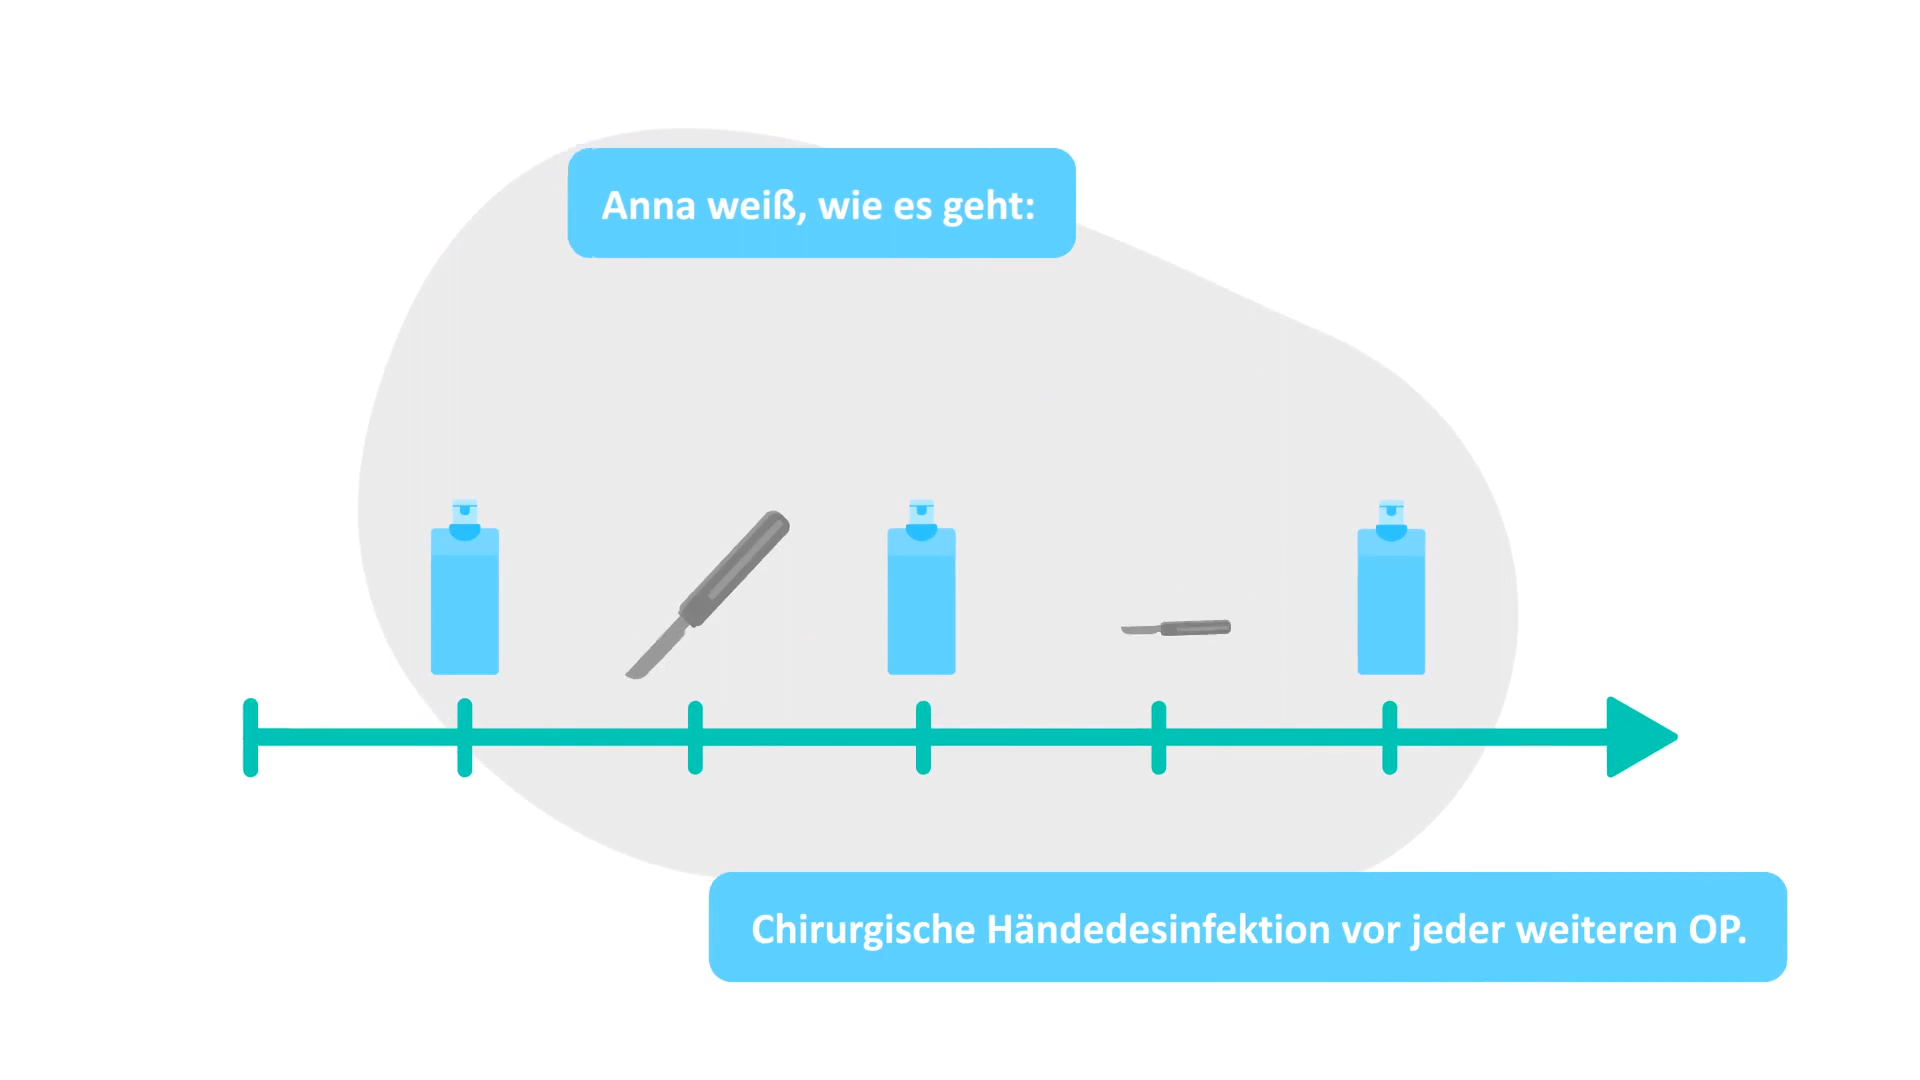 Anna weiß, wie es geht:
Chirurgische Händedesinfektion vor jeder weiteren OP.